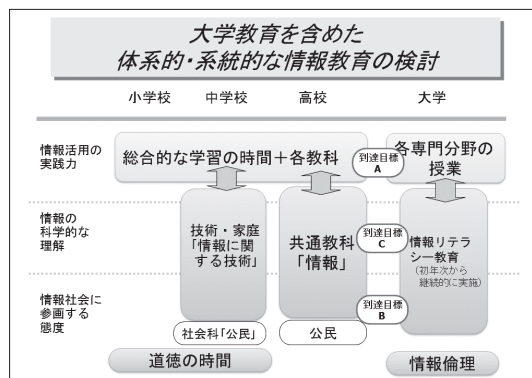 大学教育を含めた
体系的・系統的な情報教育の検討
小学校 中学校 高校 大学
情報活用の
実践力
総合的な学習の時間+各教科
到達目標
A
各専門分野の
授業
情報の
科学的な
理解
技術・家庭
「情報に関
する技術」
共通教科
「情報」
到達目標
C
情報リテラ
シー教育
(初年次から
継続的に実施)
情報社会に
参画する
態度
到達目標
B
社会科「公民」
公民
道徳の時間
情報倫理